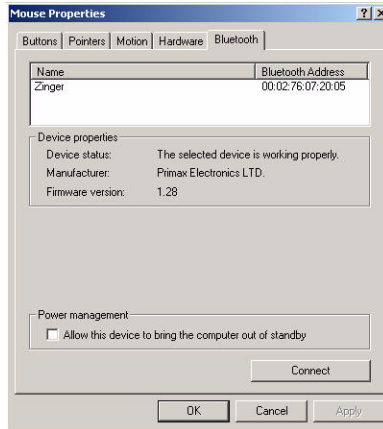 Mouse Properties
Buttons Pointers Motion Hardware Bluetooth
Name Bluetooth Address
Zinger 00:02:76:07:20:05
Device properties
Device status: The selected device is working properly.
Manufacturer: Primax Electronics LTD.
Firmware version: 1.28
Power management
Allow this device to bring the computer out of standby
Connect
OK Cancel Apply